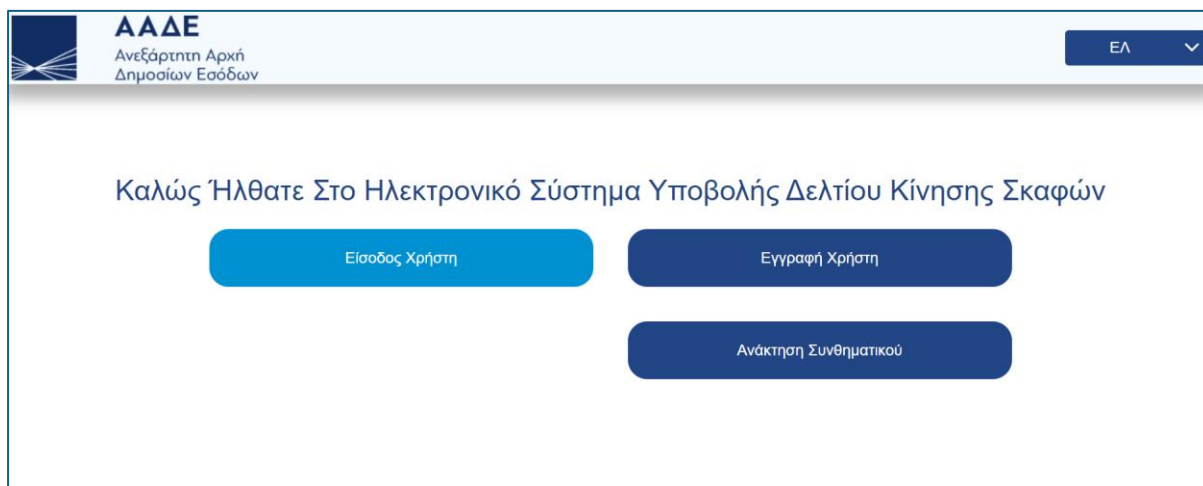 ΑΑΔΕ
Ανεξάρτητη Αρχή
Δημοσίων Εσόδων
ΕΛ
Καλώς Ήλθατε Στο Ηλεκτρονικό Σύστημα Υποβολής Δελτίου Κίνησης Σκαφών
Είσοδος Χρήστη
Εγγραφή Χρήστη
Ανάκτηση Συνθηματικού